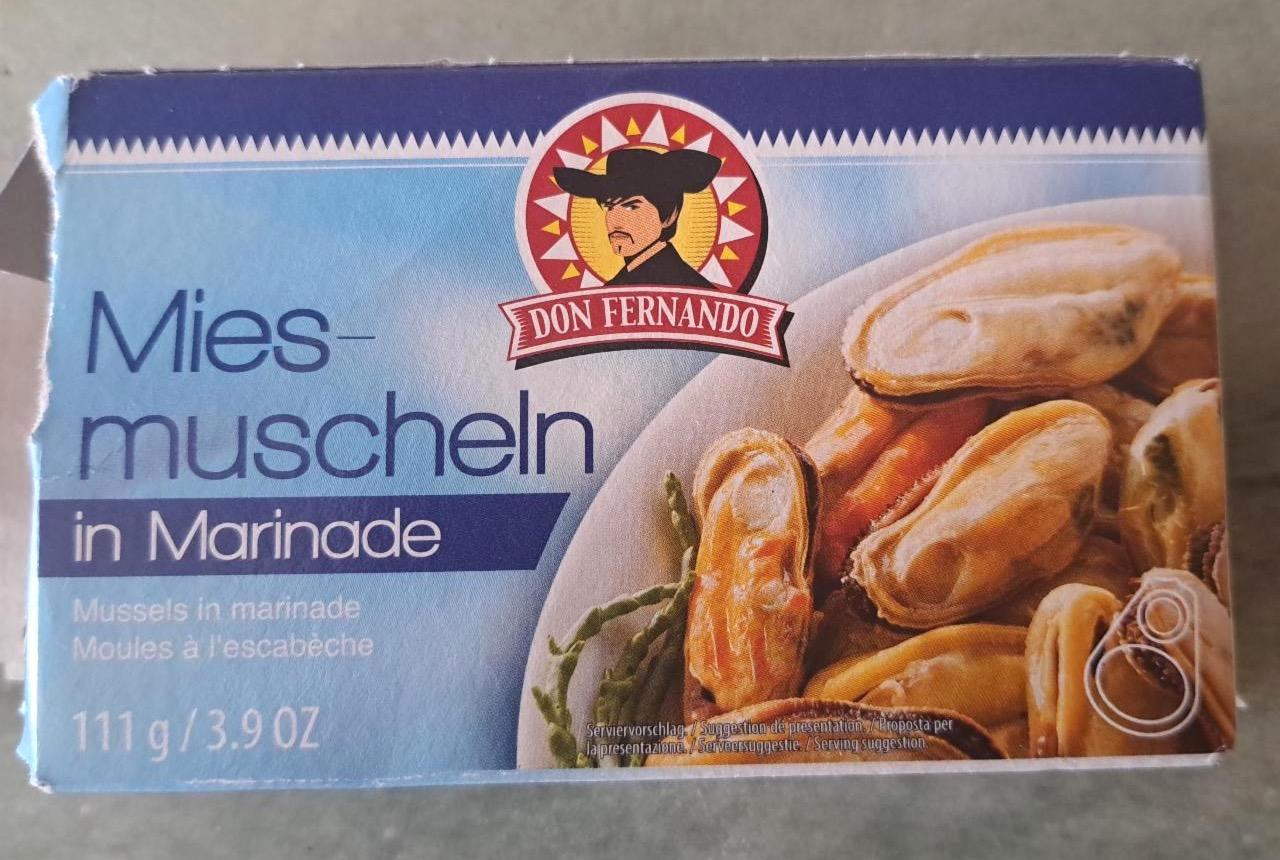 DON FERNANDO
Mies-
muscheln
in Marinade
Mussels in marinade
Moules à l'escabèche
111 g / 3.9 OZ
Serviervorschlag. / Suggestion de présentation. / Proposta per
la presentazione. / Serveersuggestie. / Serving suggestion.